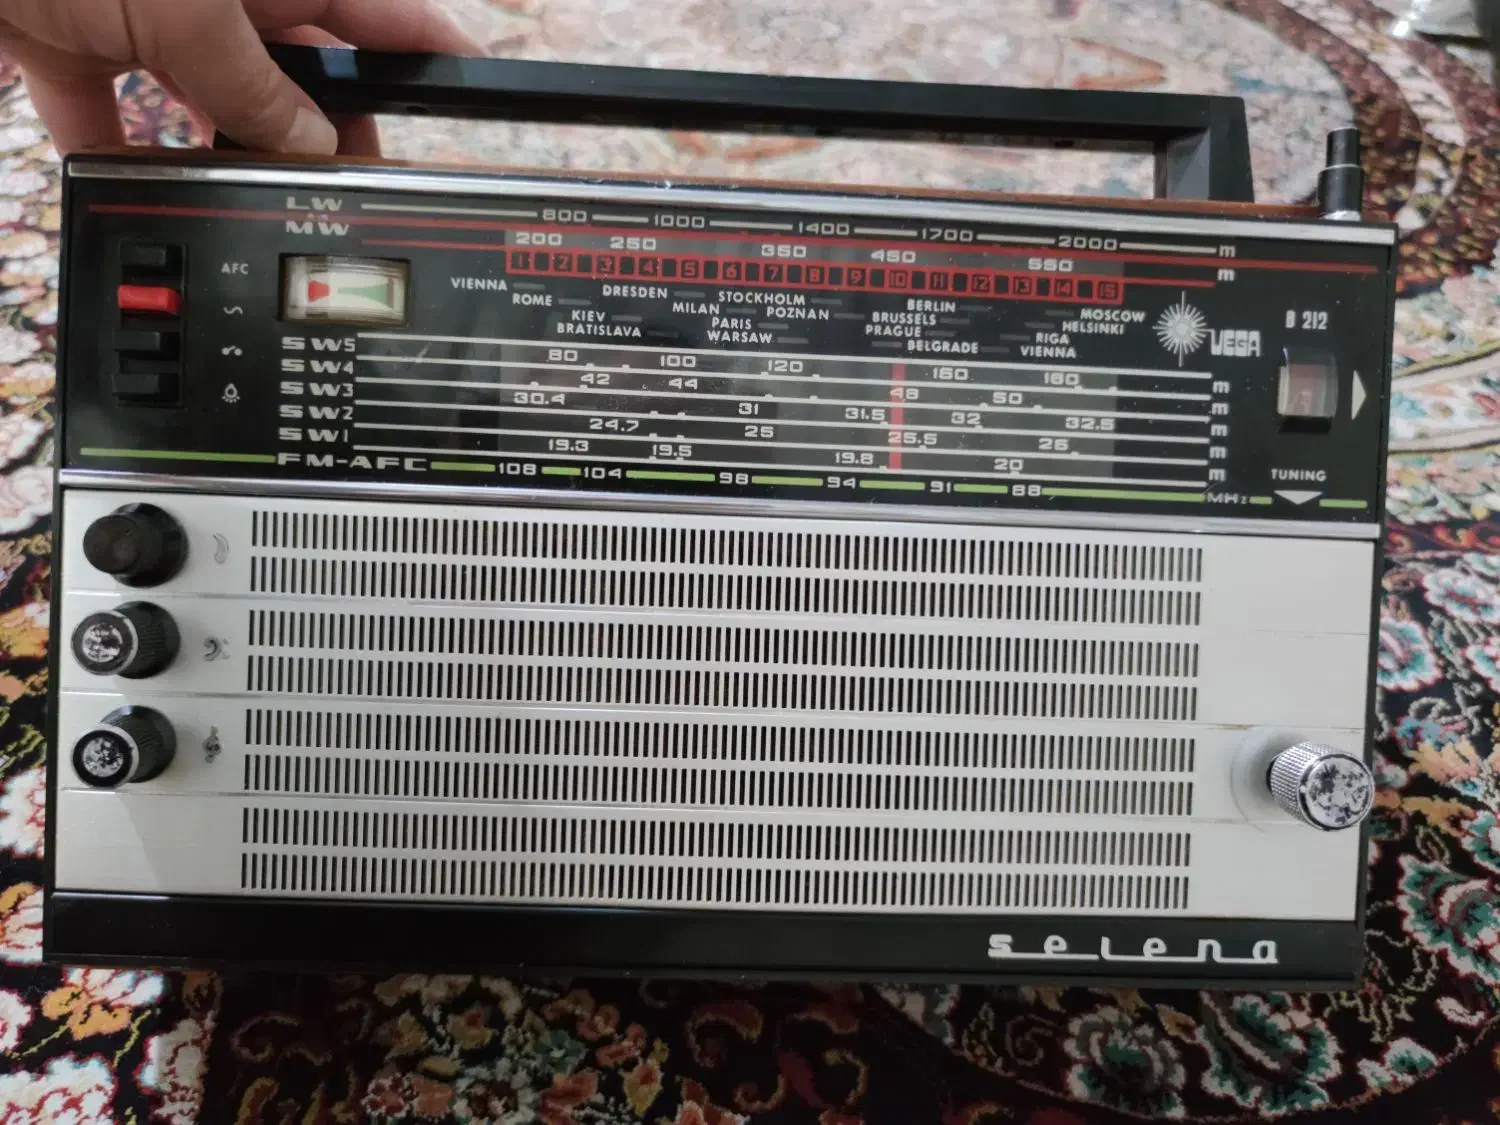 LW 800 1000 1400 1700 2000 m
MW 200 250 350 450 550 m
1 2 3 4 5 6 7 8 9 10 11 12 13 14 15
AFC
VIENNA DRESDEN STOCKHOLM BERLIN MOSCOW
ROME MILAN POZNAN BRUSSELS HELSINKI
KIEV PARIS PRAGUE RIGA
BRATISLAVA WARSAW BELGRADE VIENNA
VEGA
B 212
SW5 80 100 120 150 180 m
SW4 42 44 48 50 m
SW3 30.4 31 31.5 32 32.5 m
SW2 24.7 25 25.5 26 m
SW1 19.3 19.5 19.8 20 m
FM-AFC 108 104 98 94 91 88 MHz
TUNING
selena